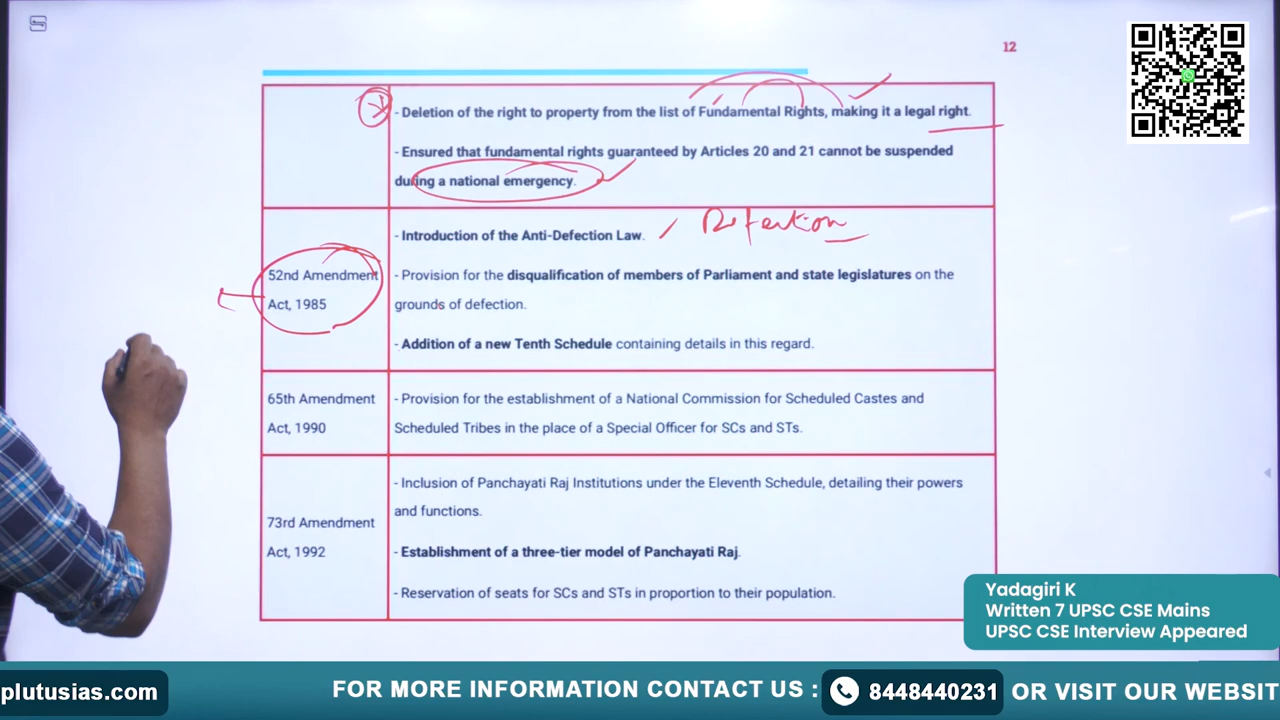 12
- Deletion of the right to property from the list of Fundamental Rights, making it a legal right.
- Ensured that fundamental rights guaranteed by Articles 20 and 21 cannot be suspended
during a national emergency.
- Introduction of the Anti-Defection Law.
Defection
52nd Amendment
Act, 1985
- Provision for the disqualification of members of Parliament and state legislatures on the
grounds of defection.
- Addition of a new Tenth Schedule containing details in this regard.
65th Amendment
Act, 1990
- Provision for the establishment of a National Commission for Scheduled Castes and
Scheduled Tribes in the place of a Special Officer for SCs and STs.
73rd Amendment
Act, 1992
- Inclusion of Panchayati Raj Institutions under the Eleventh Schedule, detailing their powers
and functions.
- Establishment of a three-tier model of Panchayati Raj.
- Reservation of seats for SCs and STs in proportion to their population.
Yadagiri K
Written 7 UPSC CSE Mains
UPSC CSE Interview Appeared
plutusias.com
FOR MORE INFORMATION CONTACT US :
8448440231
OR VISIT OUR WEBSIT